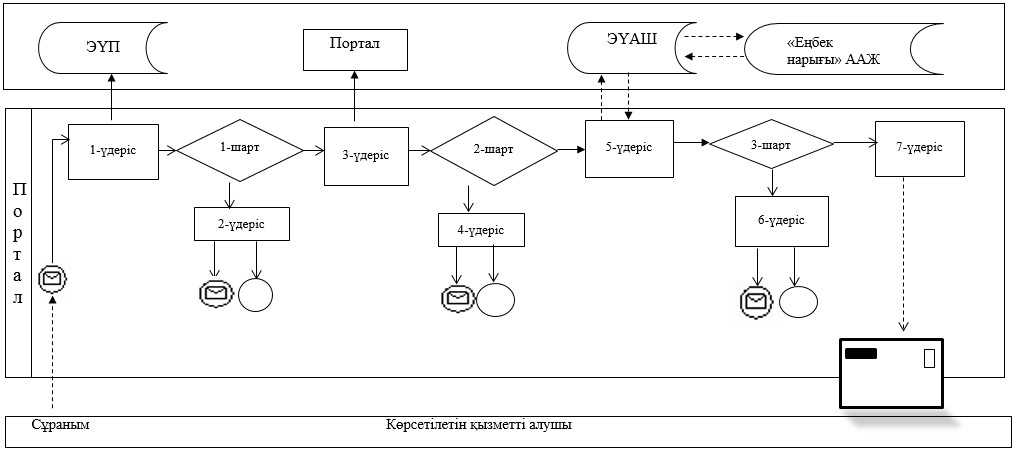 ЭҮП
Портал
ЭҮАШ
«Еңбек
нарығы» ААЖ
Портал
1-үдеріс
1-шарт
3-үдеріс
2-шарт
5-үдеріс
3-шарт
7-үдеріс
2-үдеріс
4-үдеріс
6-үдеріс
Сұраным
Көрсетілетін қызметті алушы